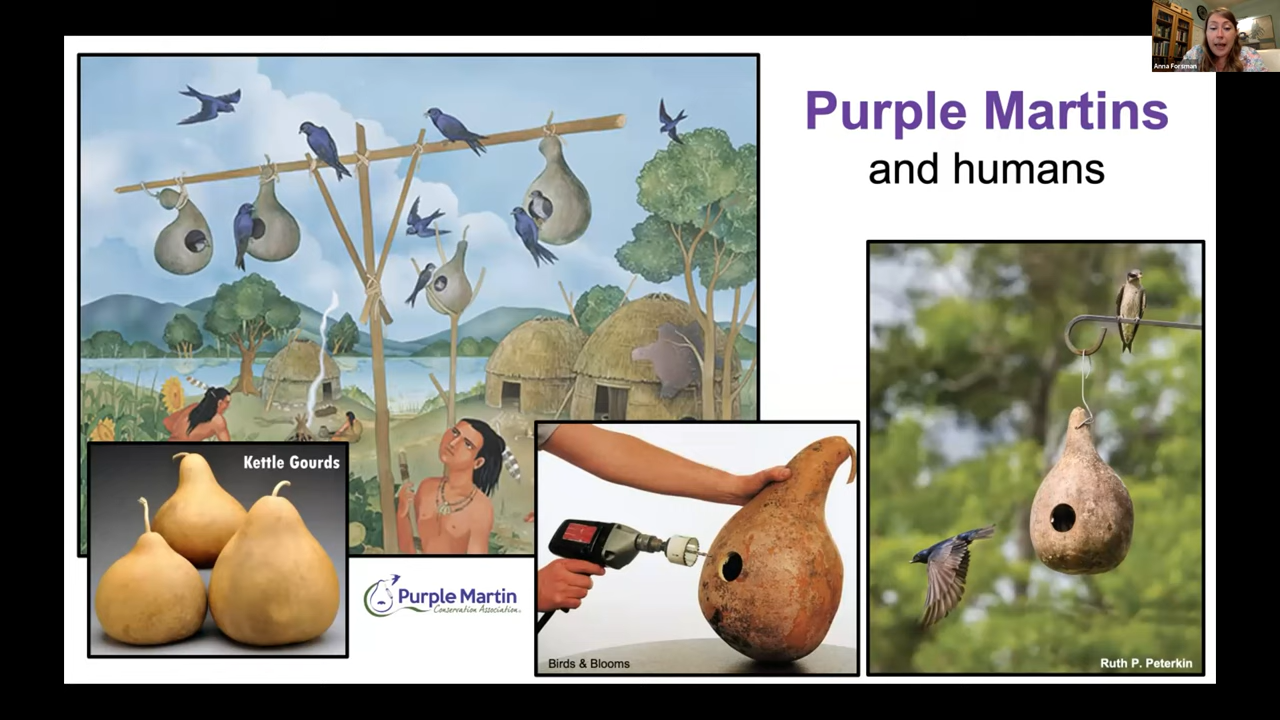 Anna Forsman
Purple Martins
and humans
Kettle Gourds
Purple Martin
Conservation Association
Birds & Blooms
Ruth P. Peterkin